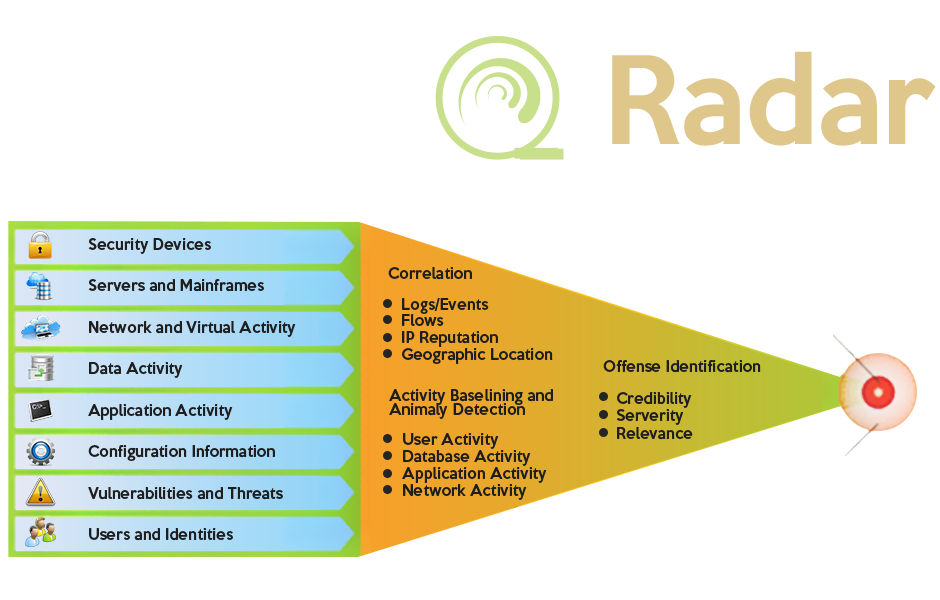 Q Radar
Security Devices
Servers and Mainframes
Network and Virtual Activity
Data Activity
Application Activity
Configuration Information
Vulnerabilities and Threats
Users and Identities
Correlation
Logs/Events
Flows
IP Reputation
Geographic Location
Activity Baselining and
Animaly Detection
User Activity
Database Activity
Application Activity
Network Activity
Offense Identification
Credibility
Serverity
Relevance